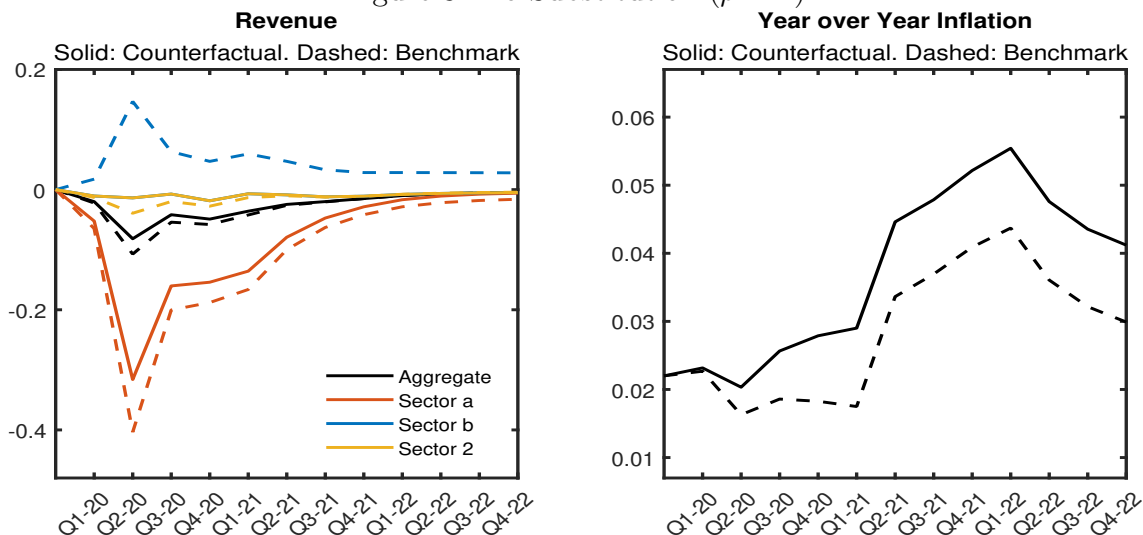 Revenue
Solid: Counterfactual. Dashed: Benchmark
0.2
0
-0.2
-0.4
Aggregate
Sector a
Sector b
Sector 2
Q1-20
Q2-20
Q3-20
Q4-20
Q1-21
Q2-21
Q3-21
Q4-21
Q1-22
Q2-22
Q3-22
Q4-22
Year over Year Inflation
Solid: Counterfactual. Dashed: Benchmark
0.06
0.05
0.04
0.03
0.02
0.01
Q1-20
Q2-20
Q3-20
Q4-20
Q1-21
Q2-21
Q3-21
Q4-21
Q1-22
Q2-22
Q3-22
Q4-22